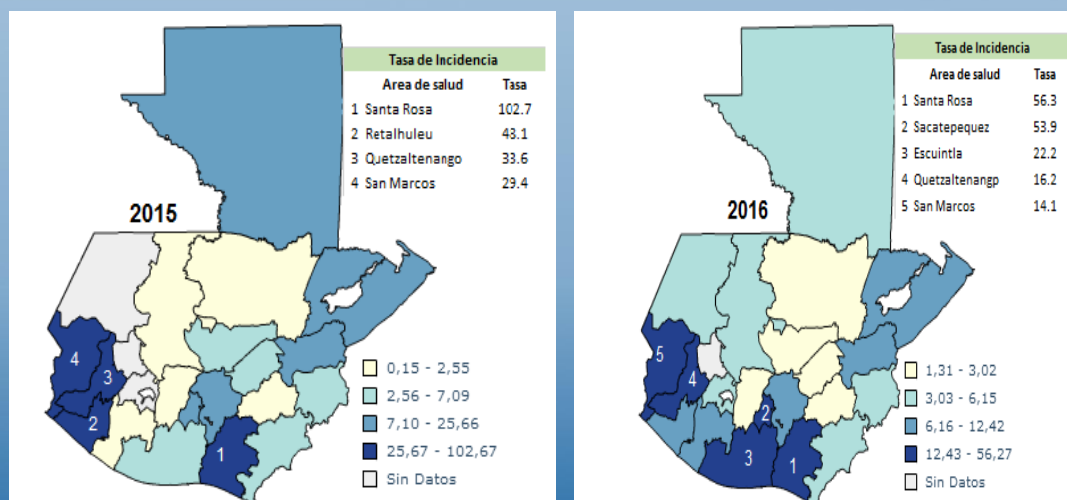 Tasa de Incidencia
Area de salud Tasa
1 Santa Rosa 102.7
2 Retalhuleu 43.1
3 Quetzaltenango 33.6
4 San Marcos 29.4
2015
4
3
2
1
0,15 - 2,55
2,56 - 7,09
7,10 - 25,66
25,67 - 102,67
Sin Datos
Tasa de Incidencia
Area de salud Tasa
1 Santa Rosa 56.3
2 Sacatepequez 53.9
3 Escuintla 22.2
4 Quetzaltenangp 16.2
5 San Marcos 14.1
2016
5
4
2
3
1
1,31 - 3,02
3,03 - 6,15
6,16 - 12,42
12,43 - 56,27
Sin Datos